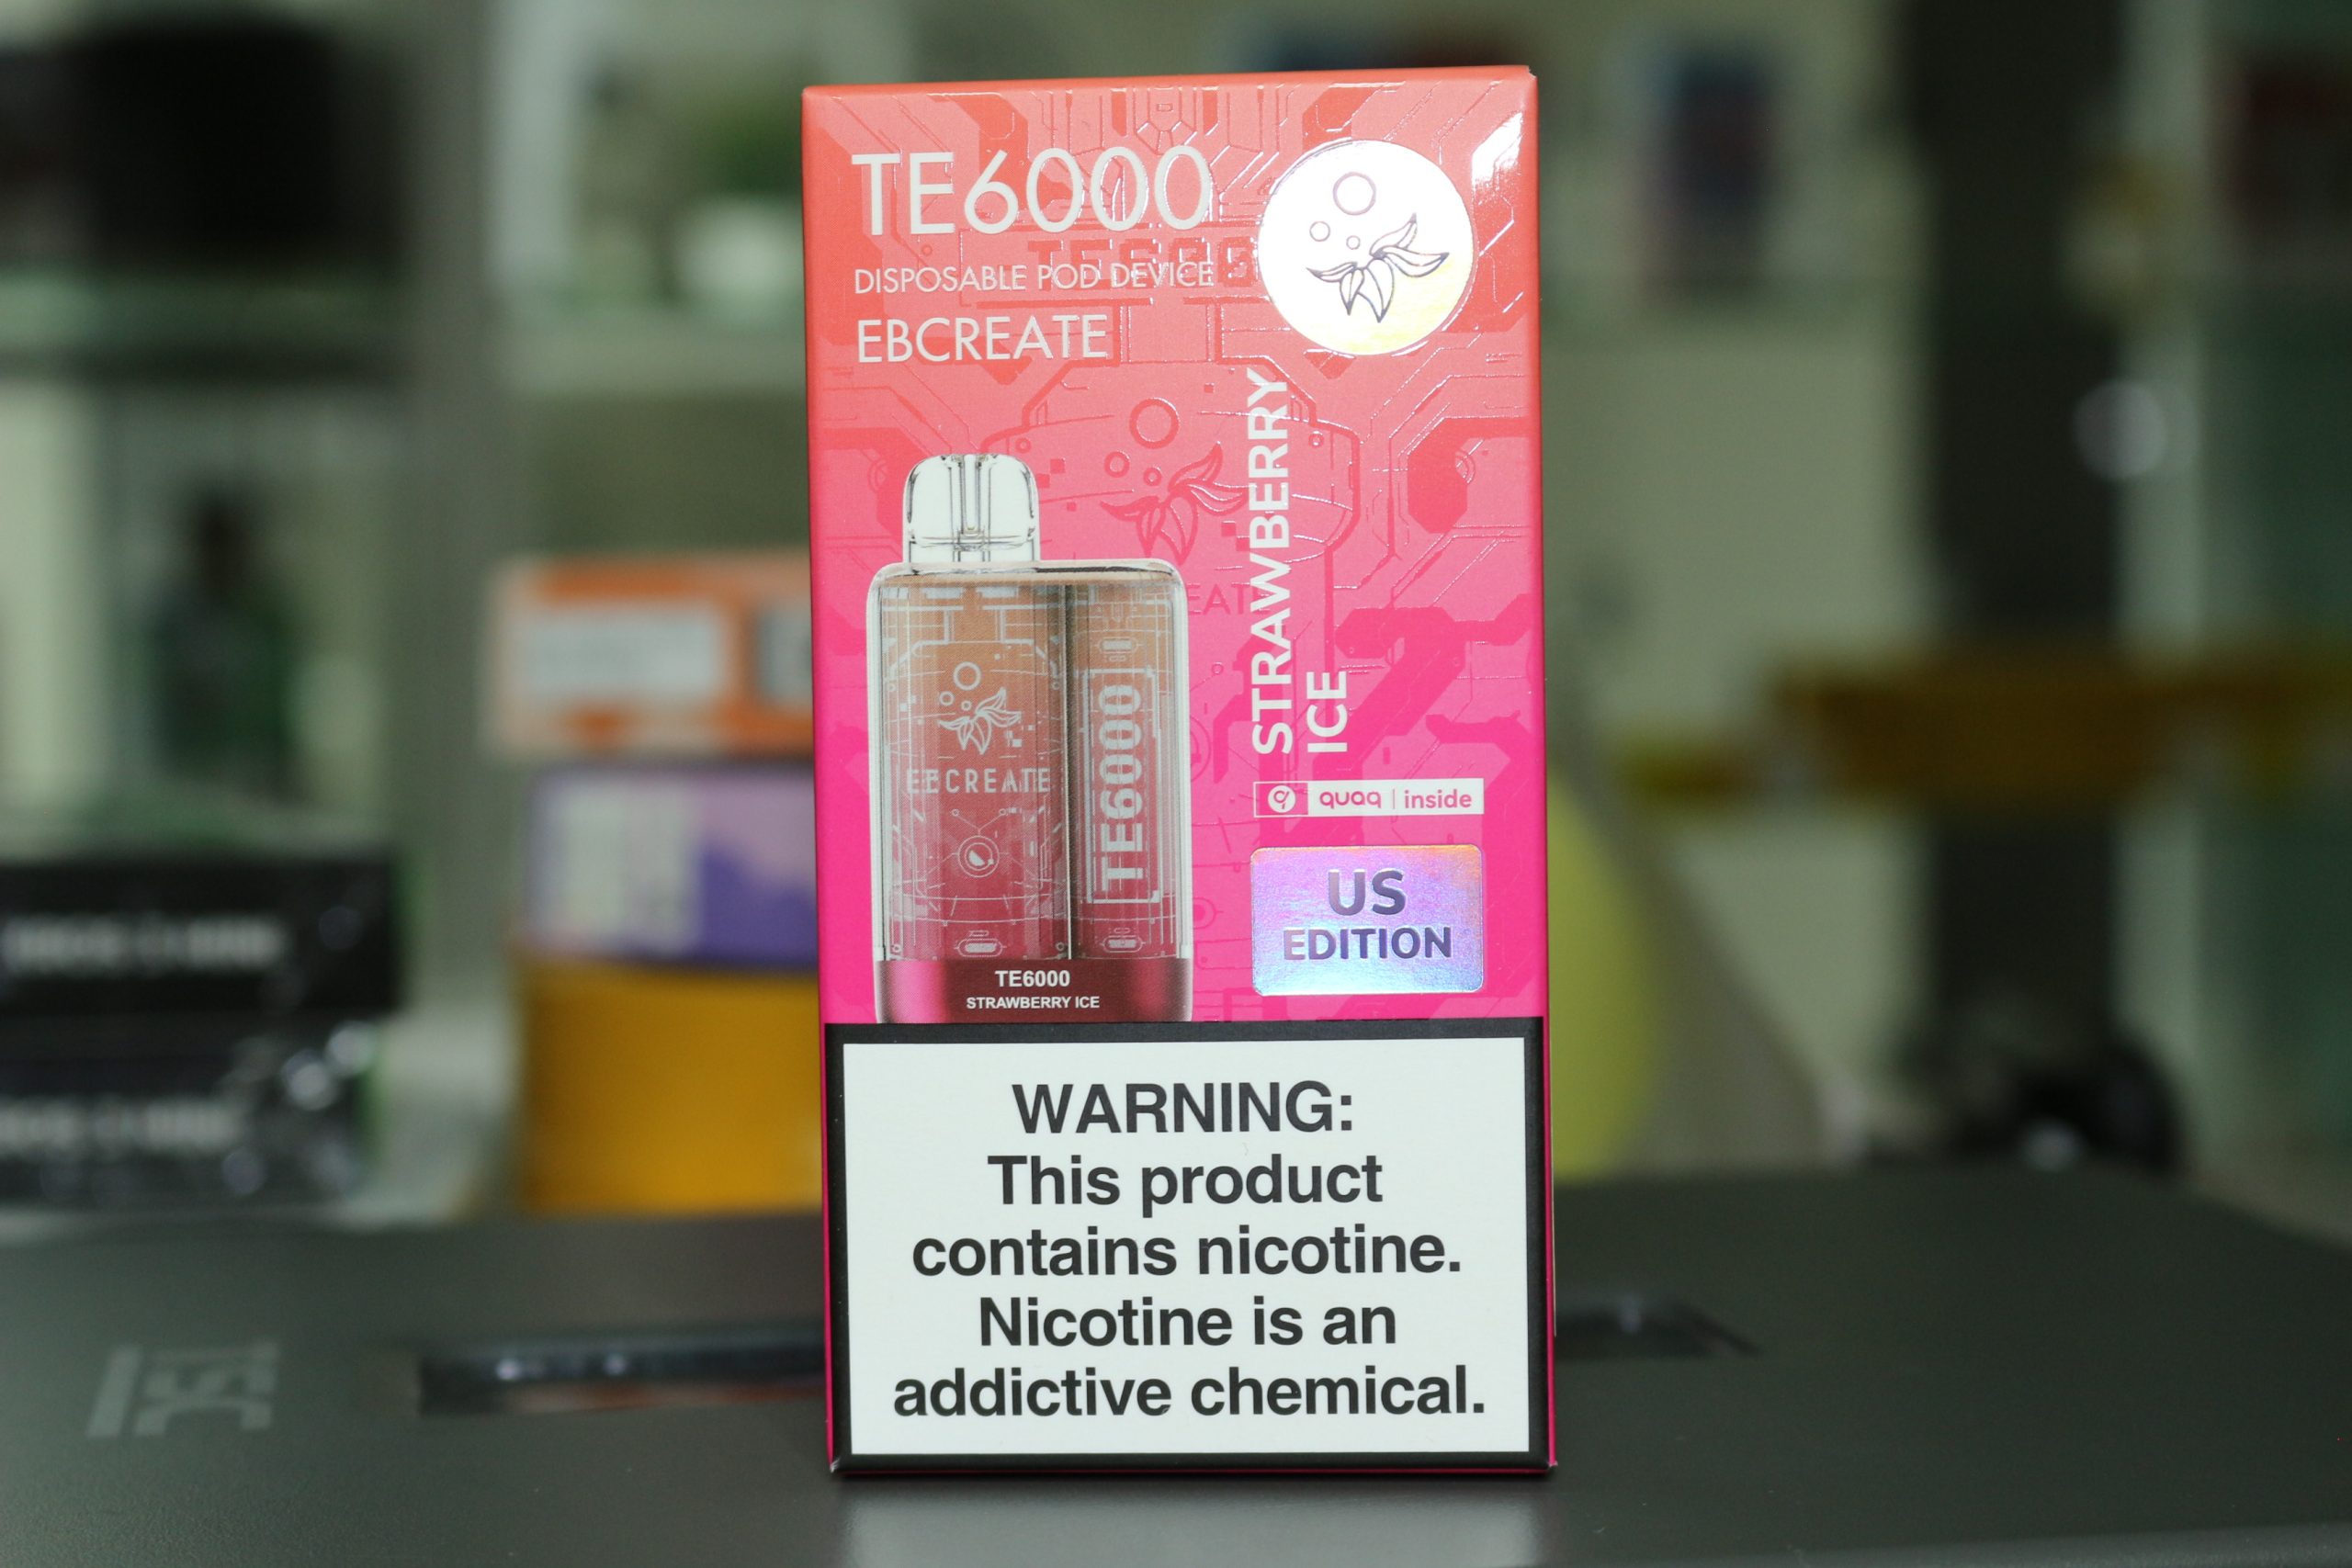 TE6000
DISPOSABLE POD DEVICE
EBCREATE
STRAWBERRY
ICE
EBCREATE
TE6000
quaq | inside
US
EDITION
TE6000
STRAWBERRY ICE
WARNING:
This product
contains nicotine.
Nicotine is an
addictive chemical.